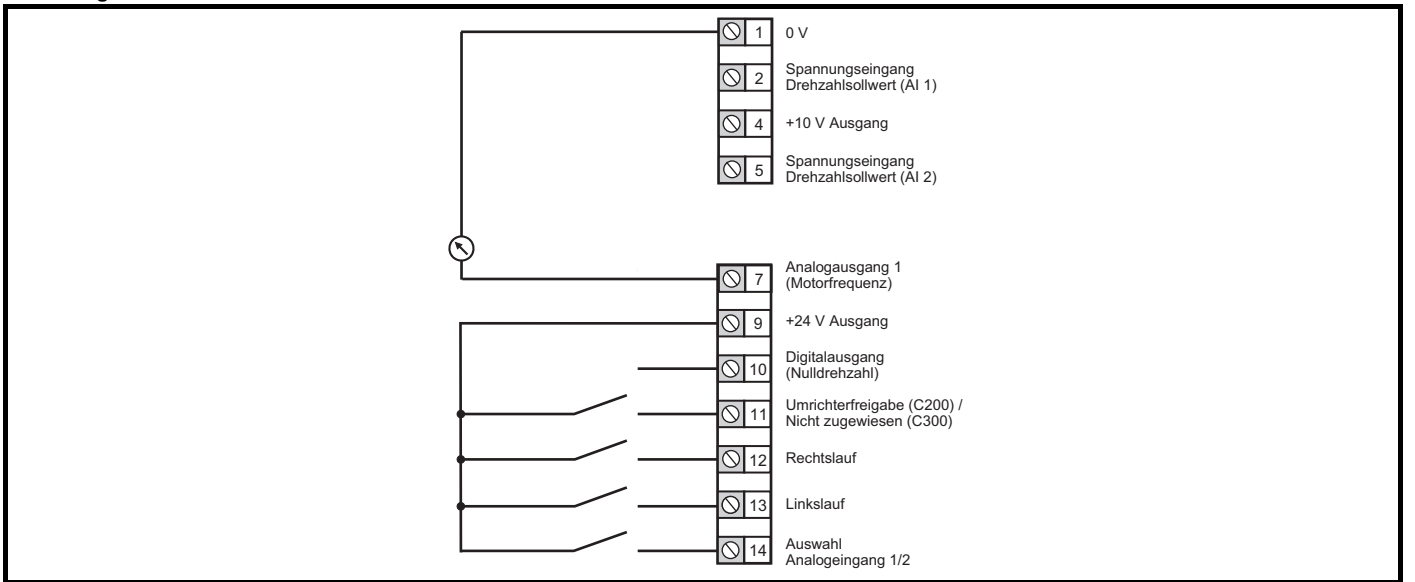 1 0 V
2 Spannungseingang
Drehzahlsollwert (AI 1)
4 +10 V Ausgang
5 Spannungseingang
Drehzahlsollwert (AI 2)
7 Analogausgang 1
(Motorfrequenz)
9 +24 V Ausgang
10 Digitalausgang
(Nulldrehzahl)
11 Umrichterfreigabe (C200) /
Nicht zugewiesen (C300)
12 Rechtslauf
13 Linkslauf
14 Auswahl
Analogeingang 1/2